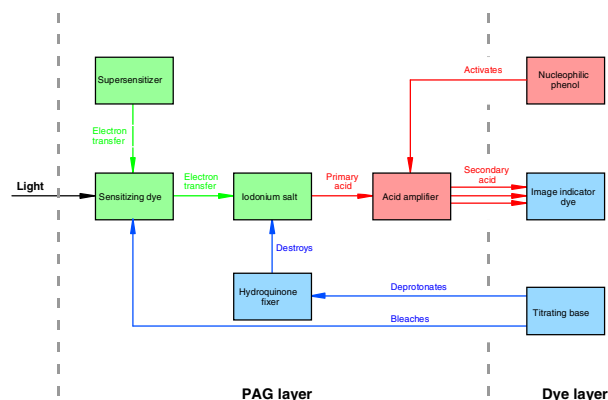 Activates
Supersensitizer
Nucleophilic
phenol
Electron
transfer
Electron
transfer
Primary
acid
Secondary
acid
Light
Sensitizing dye
Iodonium salt
Acid amplifier
Image indicator
dye
Destroys
Hydroquinone
fixer
Deprotonates
Titrating base
Bleaches
PAG layer
Dye layer